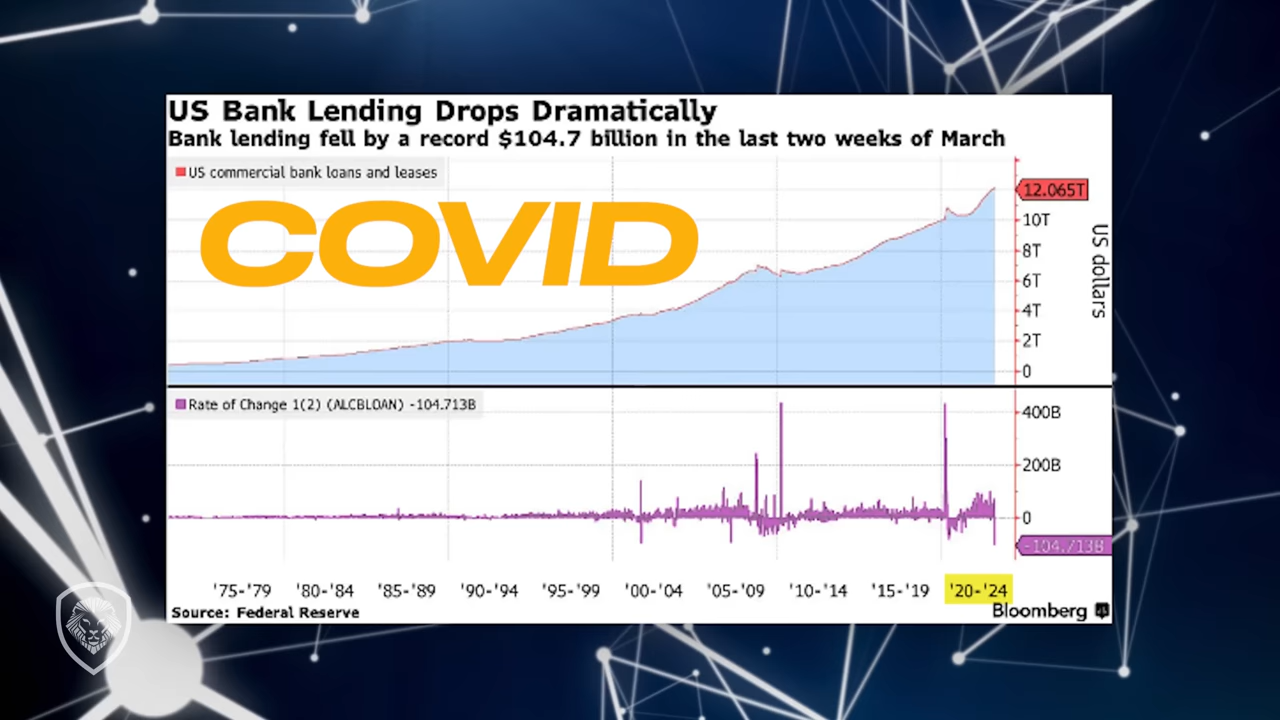 US Bank Lending Drops Dramatically
Bank lending fell by a record $104.7 billion in the last two weeks of March
US commercial bank loans and leases
COVID
12.065T
10T
8T
6T
4T
2T
0
US dollars
Rate of Change 1(2) (ALCBLOAN) -104.713B
400B
200B
0
-104.713B
'75-'79 '80-'84 '85-'89 '90-'94 '95-'99 '00-'04 '05-'09 '10-'14 '15-'19 '20-'24
Source: Federal Reserve
Bloomberg